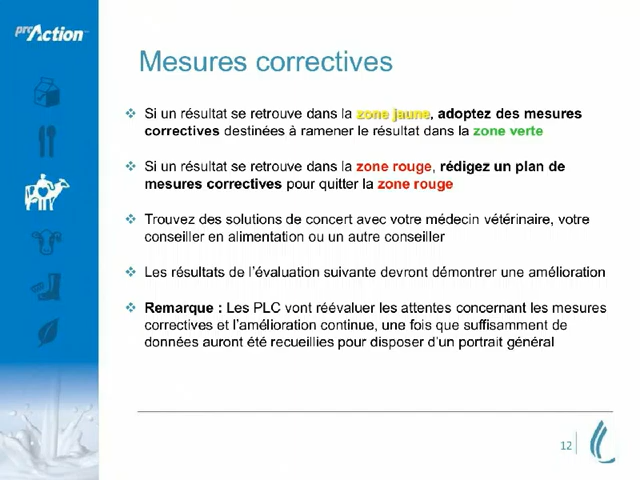 proAction
Mesures correctives
Si un résultat se retrouve dans la zone jaune, adoptez des mesures
correctives destinées à ramener le résultat dans la zone verte
Si un résultat se retrouve dans la zone rouge, rédigez un plan de
mesures correctives pour quitter la zone rouge
Trouvez des solutions de concert avec votre médecin vétérinaire, votre
conseiller en alimentation ou un autre conseiller
Les résultats de l’évaluation suivante devront démontrer une amélioration
Remarque : Les PLC vont réévaluer les attentes concernant les mesures
correctives et l’amélioration continue, une fois que suffisamment de
données auront été recueillies pour disposer d’un portrait général
12